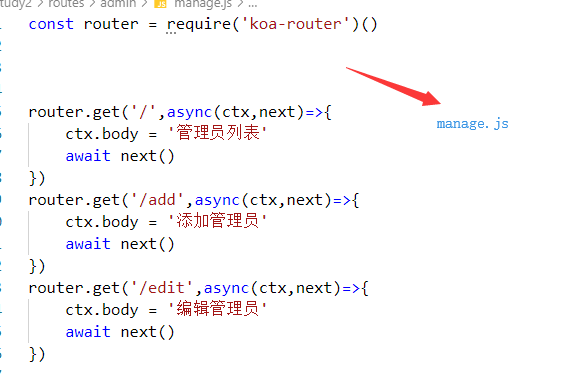 tudy2 > routes > admin > JS manage.js > ...
const router = require('koa-router')()
manage.js
router.get('/',async(ctx,next)=>{
ctx.body = '管理员列表'
await next()
})
router.get('/add',async(ctx,next)=>{
ctx.body = '添加管理员'
await next()
})
router.get('/edit',async(ctx,next)=>{
ctx.body = '编辑管理员'
await next()
})